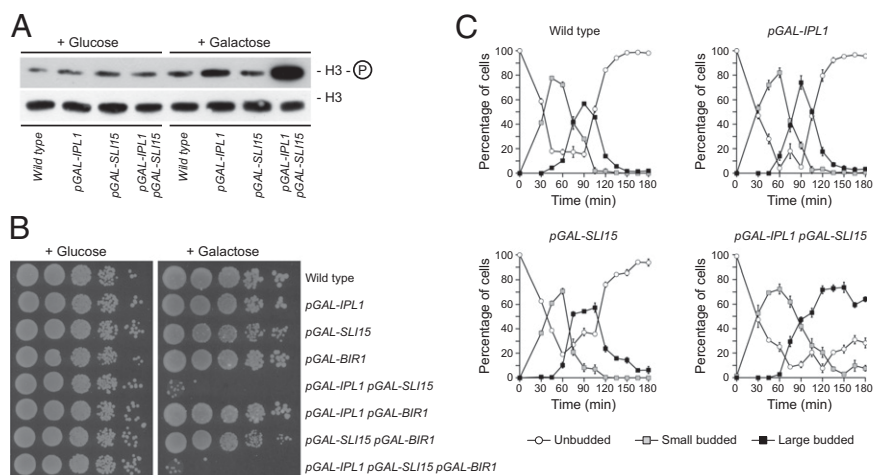 A
+ Glucose + Galactose
- H3 - P
- H3
Wild type
pGAL-IPL1
pGAL-SLI15
pGAL-IPL1 pGAL-SLI15
Wild type
pGAL-IPL1
pGAL-SLI15
pGAL-IPL1 pGAL-SLI15
B
+ Glucose + Galactose
Wild type
pGAL-IPL1
pGAL-SLI15
pGAL-BIR1
pGAL-IPL1 pGAL-SLI15
pGAL-IPL1 pGAL-BIR1
pGAL-SLI15 pGAL-BIR1
pGAL-IPL1 pGAL-SLI15 pGAL-BIR1
C
Wild type
Percentage of cells
100
80
60
40
20
0
0 30 60 90 120 150 180
Time (min)
pGAL-IPL1
Percentage of cells
100
80
60
40
20
0
0 30 60 90 120 150 180
Time (min)
pGAL-SLI15
Percentage of cells
100
80
60
40
20
0
0 30 60 90 120 150 180
Time (min)
pGAL-IPL1 pGAL-SLI15
Percentage of cells
100
80
60
40
20
0
0 30 60 90 120 150 180
Time (min)
Unbudded Small budded Large budded